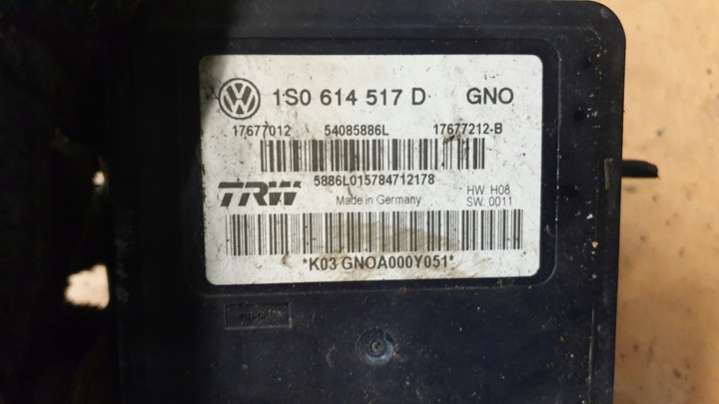 1S0 614 517 D GNO
17677012 54085886L 17677212-B
5886L015784712178
TRW Made in Germany HW. H08
SW. 0011
*K03 GNOA000Y051*